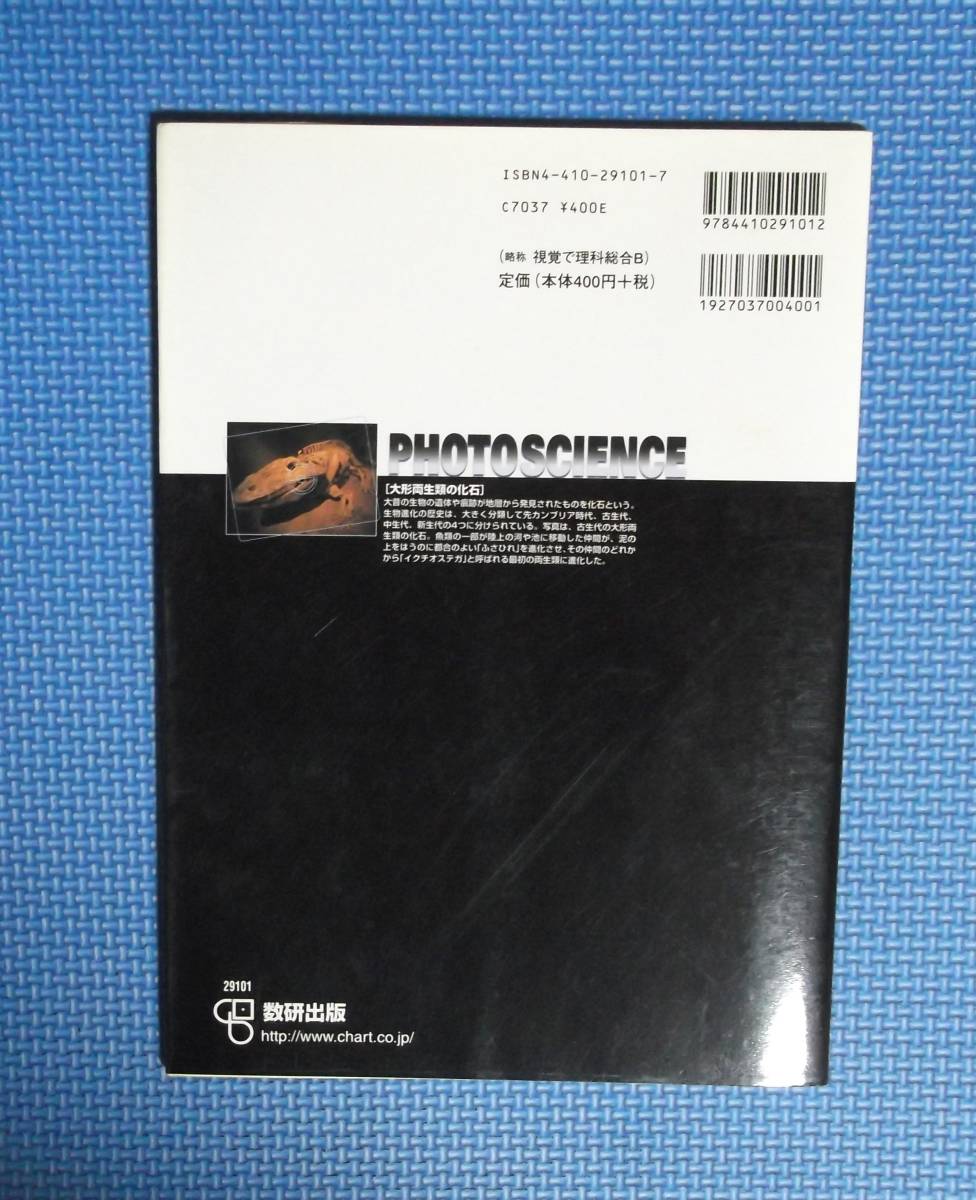 ISBN4-410-29101-7
C7037 ¥400E
9784410291012
(略称 視覚で理科総合B)
定価(本体400円+税)
1927037004001
PHOTOSCIENCE
[大形両生類の化石]
大昔の生物の遺体や痕跡が地層から発見されたものを化石という。
生物進化の歴史は、大きく分類して先カンブリア時代、古生代、
中生代、新生代の4つに分けられている。写真は、古生代の大形両
生類の化石。魚類の一部が陸上の河や池に移動した仲間が、泥の
上をはうのに都合のよい「ふさひれ」を進化させ、その仲間のどれか
から「イクチオステガ」と呼ばれる最初の両生類に進化した。
29101
数研出版
http://www.chart.co.jp/